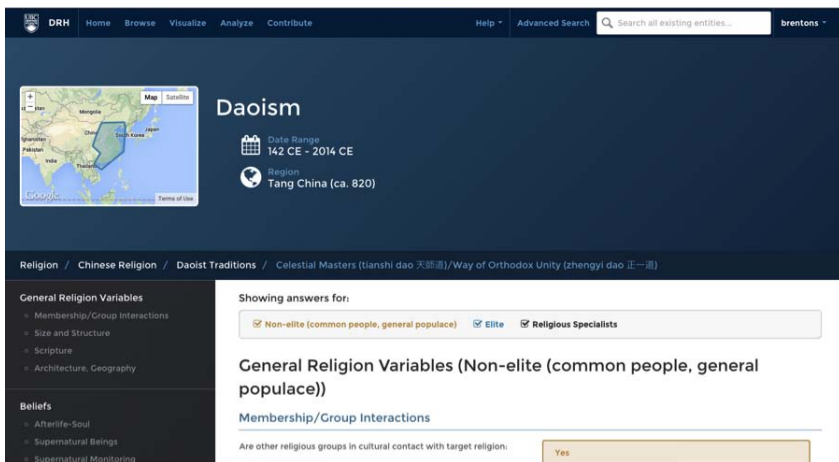 UBC DRH Home Browse Visualize Analyze Contribute Help Advanced Search Search all existing entities... brentons
+
−
Map Satellite
Mongolia
China
South Korea
Japan
Pakistan
India
Thailand
Google
Terms of Use
Daoism
Date Range
142 CE - 2014 CE
Region
Tang China (ca. 820)
Religion / Chinese Religion / Daoist Traditions / Celestial Masters (tianshi dao 天師道)/Way of Orthodox Unity (zhengyi dao 正一道)
General Religion Variables
Membership/Group Interactions
Size and Structure
Scripture
Architecture, Geography
Beliefs
Afterlife-Soul
Supernatural Beings
Supernatural Monitoring
Showing answers for:
Non-elite (common people, general populace) Elite Religious Specialists
General Religion Variables (Non-elite (common people, general
populace))
Membership/Group Interactions
Are other religious groups in cultural contact with target religion:
Yes